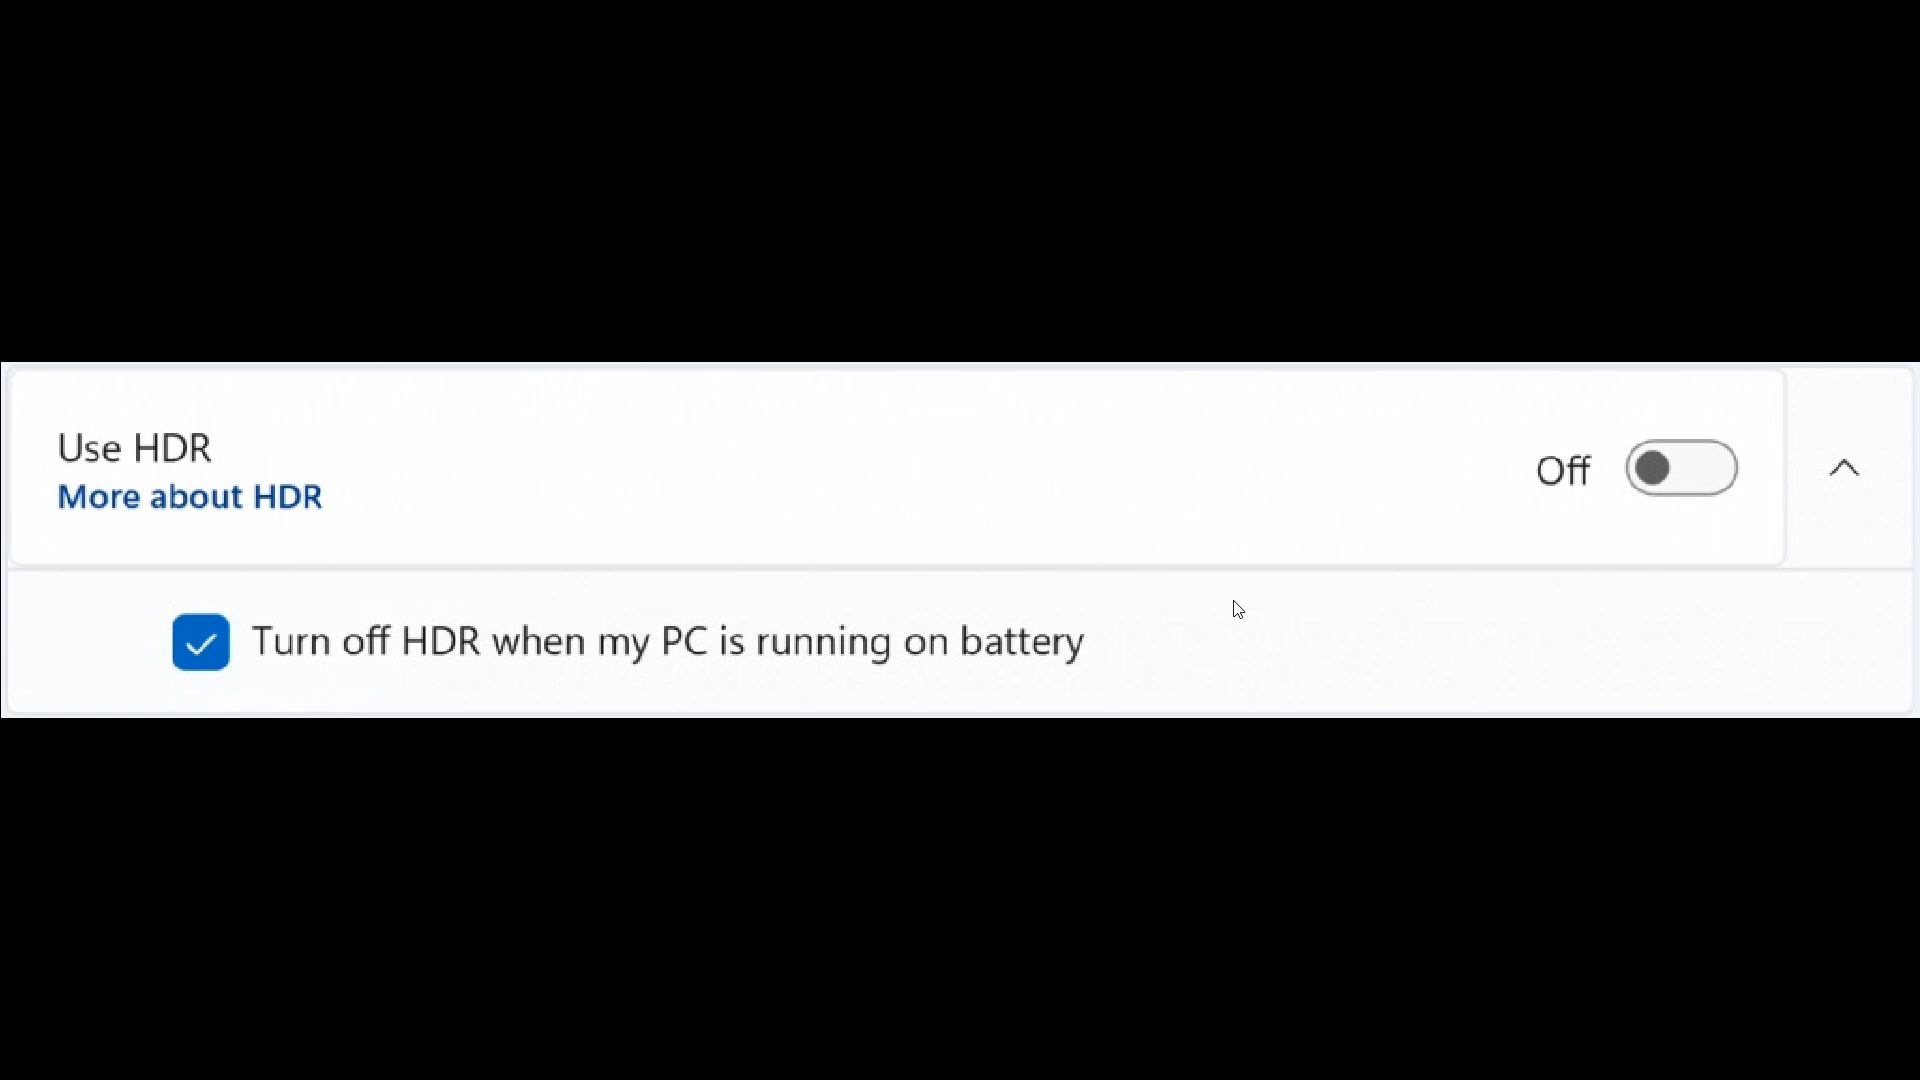 Use HDR
More about HDR
Off
Turn off HDR when my PC is running on battery